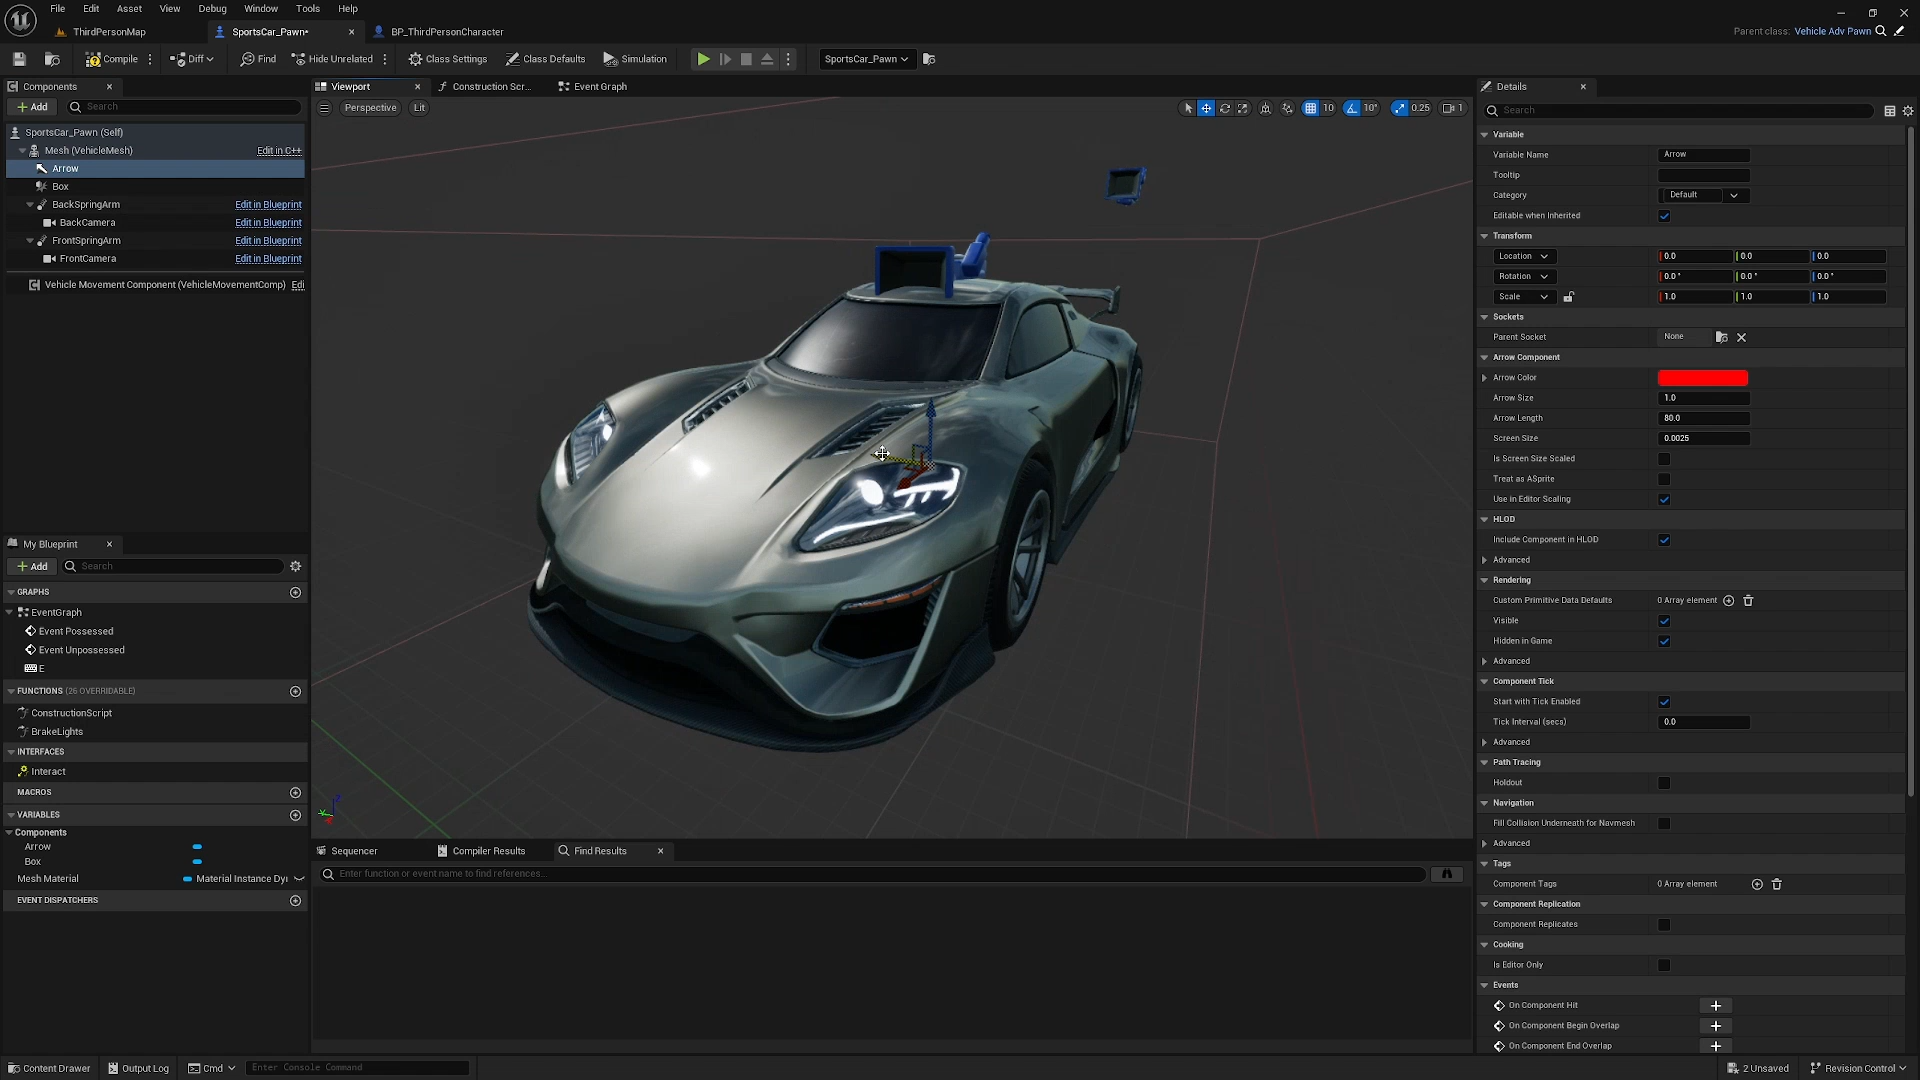 File Edit Asset View Debug Window Tools Help
ThirdPersonMap SportsCar_Pawn• BP_ThirdPersonCharacter
Parent class: Vehicle Adv Pawn
Compile Diff Find Hide Unrelated Class Settings Class Defaults Simulation SportsCar_Pawn
Components
Add Search
SportsCar_Pawn (Self)
Mesh (VehicleMesh) Edit in C++
Arrow
Box
BackSpringArm Edit in Blueprint
BackCamera Edit in Blueprint
FrontSpringArm Edit in Blueprint
FrontCamera Edit in Blueprint
Vehicle Movement Component (VehicleMovementComp) Edi
My Blueprint
Add Search
GRAPHS
EventGraph
Event Possessed
Event Unpossessed
E
FUNCTIONS (26 OVERRIDABLE)
ConstructionScript
BrakeLights
INTERFACES
Interact
MACROS
VARIABLES
Components
Arrow
Box
Mesh Material Material Instance Dyn
EVENT DISPATCHERS
Viewport Construction Scr... Event Graph
Perspective Lit
10 10° 0.25 1
Sequencer Compiler Results Find Results
Enter function or event name to find references...
Details
Search
Variable
Variable Name Arrow
Tooltip
Category Default
Editable when Inherited
Transform
Location 0.0 0.0 0.0
Rotation 0.0 ° 0.0 ° 0.0 °
Scale 1.0 1.0 1.0
Sockets
Parent Socket None
Arrow Component
Arrow Color
Arrow Size 1.0
Arrow Length 80.0
Screen Size 0.0025
Is Screen Size Scaled
Treat as ASprite
Use in Editor Scaling
HLOD
Include Component in HLOD
Advanced
Rendering
Custom Primitive Data Defaults 0 Array element
Visible
Hidden in Game
Advanced
Component Tick
Start with Tick Enabled
Tick Interval (secs) 0.0
Advanced
Path Tracing
Holdout
Navigation
Fill Collision Underneath for Navmesh
Advanced
Tags
Component Tags 0 Array element
Component Replication
Component Replicates
Cooking
Is Editor Only
Events
On Component Hit
On Component Begin Overlap
On Component End Overlap
Content Drawer Output Log Cmd Enter Console Command 2 Unsaved Revision Control